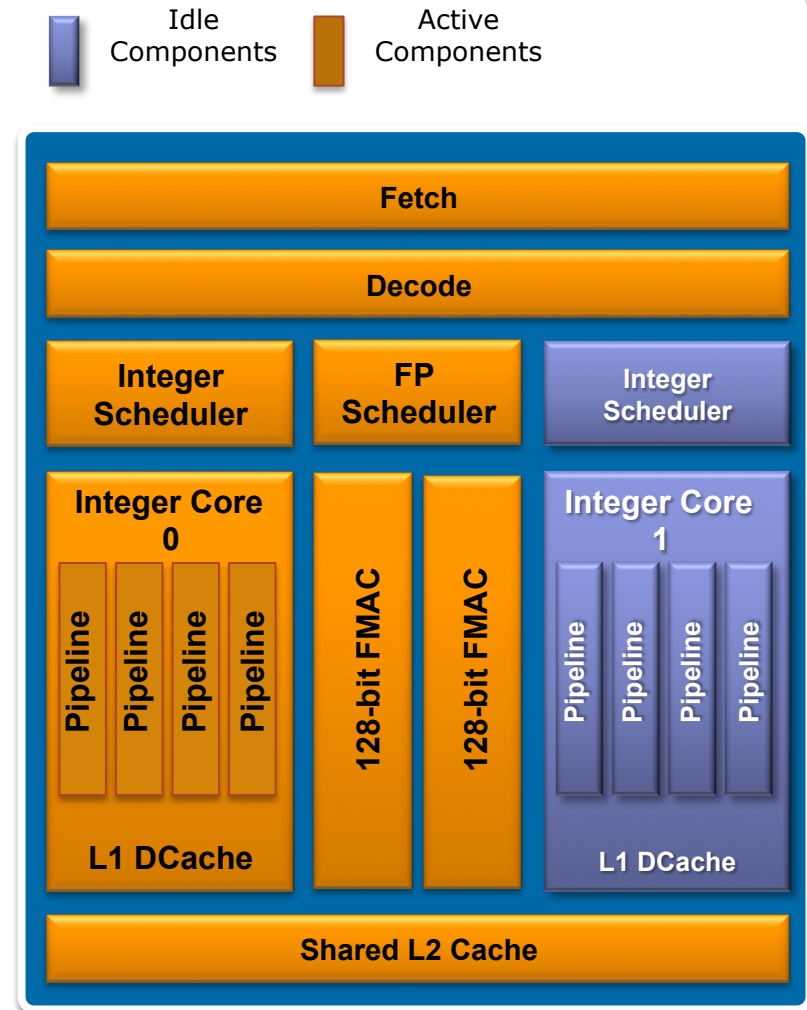 Idle
Components
Active
Components
Fetch
Decode
Integer
Scheduler
FP
Scheduler
Integer
Scheduler
Integer Core
0
Pipeline
Pipeline
Pipeline
Pipeline
L1 DCache
128-bit FMAC
128-bit FMAC
Integer Core
1
Pipeline
Pipeline
Pipeline
Pipeline
L1 DCache
Shared L2 Cache